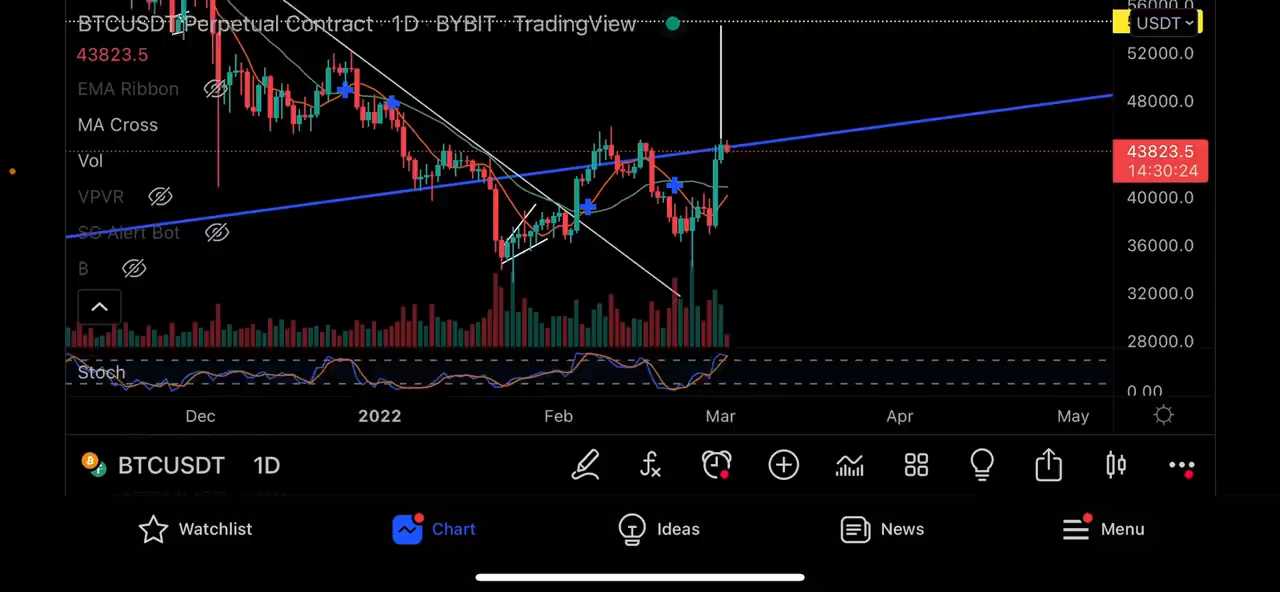 56000.0
BTCUSDT Perpetual Contract · 1D · BYBIT · TradingView
USDT
43823.5
52000.0
EMA Ribbon
48000.0
MA Cross
Vol
43823.5
14:30:24
VPVR
40000.0
SG Alert Bot
36000.0
B
32000.0
28000.0
Stoch
0.00
Dec 2022 Feb Mar Apr May
BTCUSDT 1D
Watchlist Chart Ideas News Menu